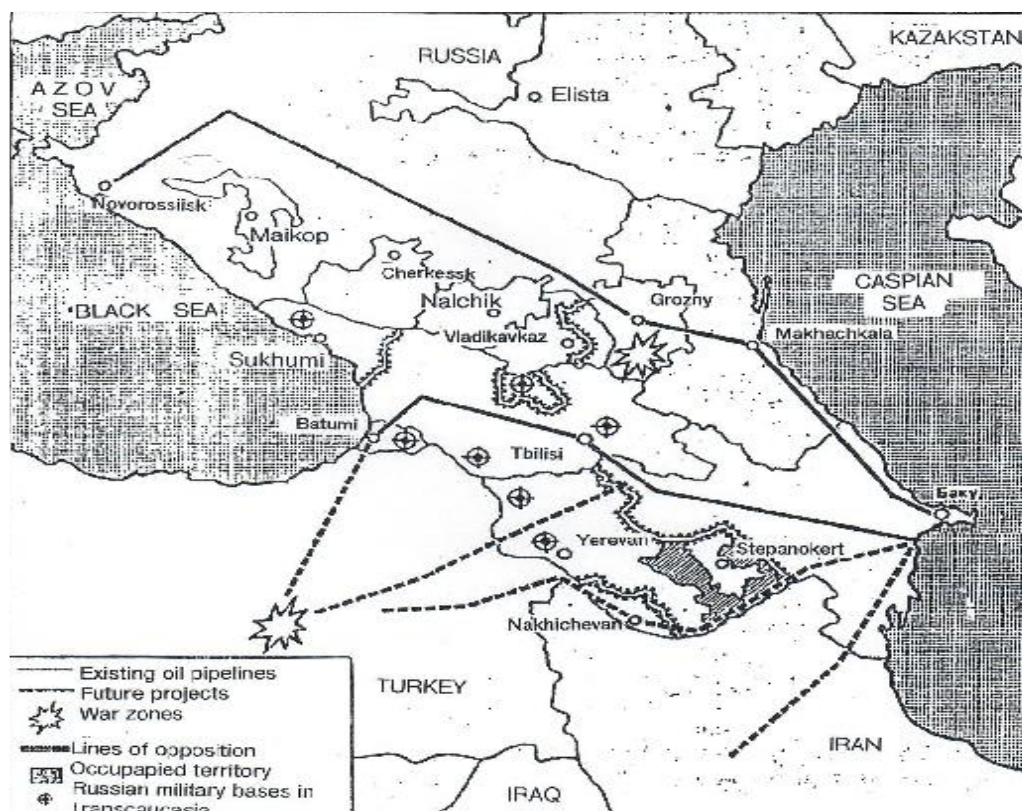 RUSSIA
KAZAKSTAN
AZOV
SEA
Elista
Novorossiisk
Maikop
Cherkessk
Nalchik
Grozny
CASPIAN
SEA
BLACK SEA
Vladikavkaz
Makhachkala
Sukhumi
Batumi
Tbilisi
Баку
Yerevan
Stepanokert
Nakhichevan
Existing oil pipelines
Future projects
War zones
TURKEY
Lines of opposition
IRAN
Occupapied territory
Russian military bases in
Transcaucasia
IRAQ